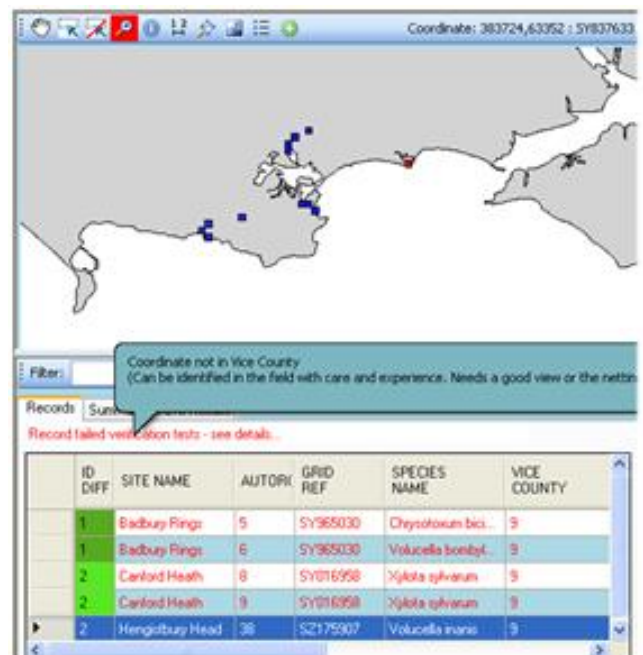 Coordinate: 383724,63352 : SY837633
Coordinate not in Vice County
(Can be identified in the field with care and experience. Needs a good view or the nettin
Filter:
Records Sum
Record failed verification tests - see details...
ID DIFF SITE NAME AUTORI GRID REF SPECIES NAME VICE COUNTY
1 Badbury Rings 5 SY965030 Chrysotoxum bici... 9
1 Badbury Rings 6 SY965030 Volucella bombyl... 9
2 Canford Heath 8 SY016958 Xylota sylvarum 9
2 Canford Heath 9 SY016958 Xylota sylvarum 9
2 Hengistbury Head 38 SZ175907 Volucella inanis 9